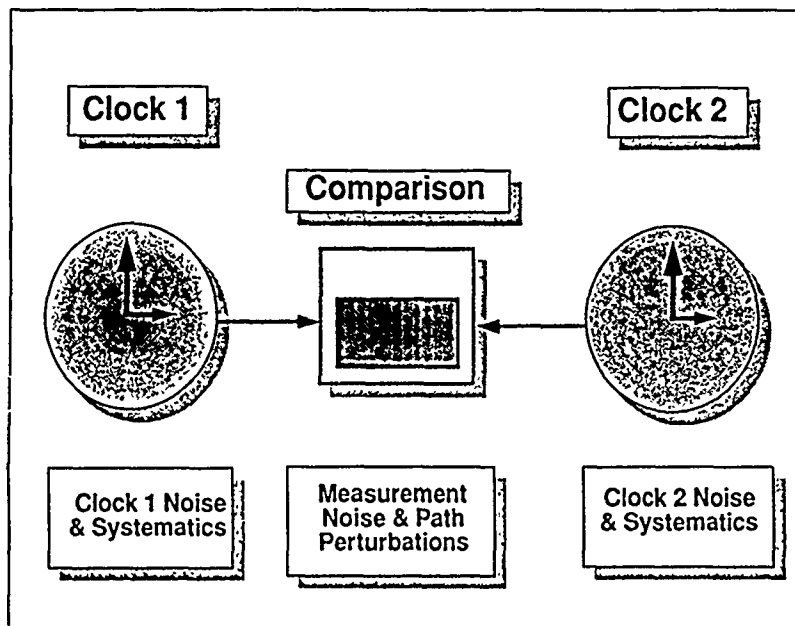 Clock 1
Clock 2
Comparison
Clock 1 Noise
& Systematics
Measurement
Noise & Path
Perturbations
Clock 2 Noise
& Systematics